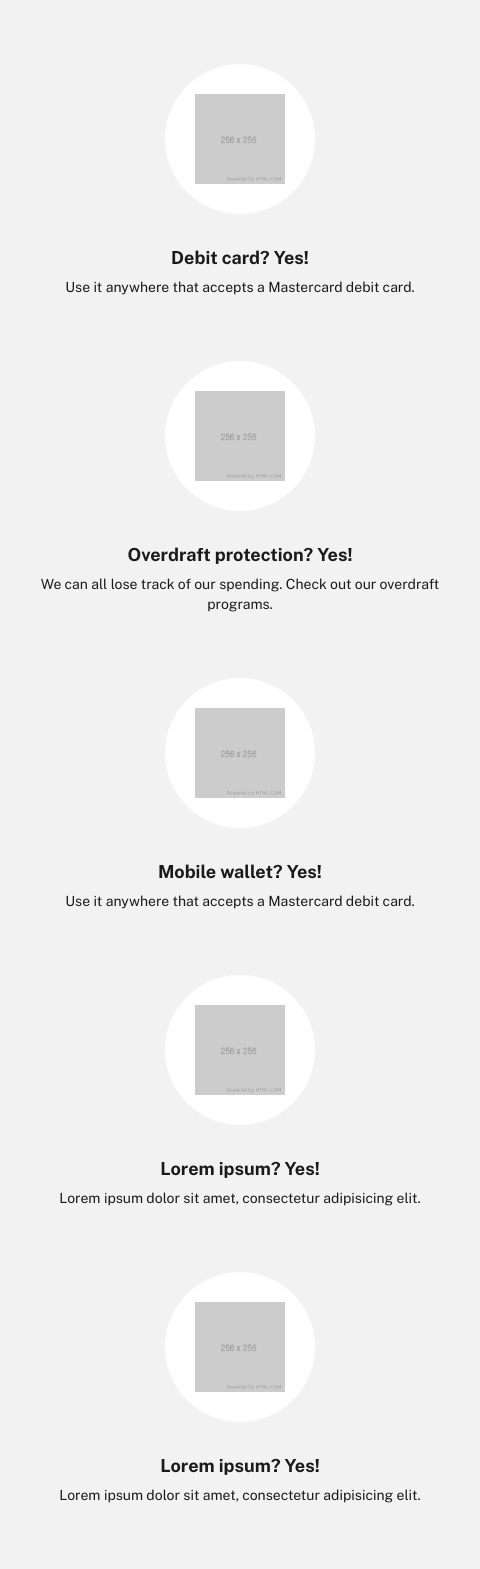 256 x 256
Powered by HTML.COM
Debit card? Yes!
Use it anywhere that accepts a Mastercard debit card.
256 x 256
Powered by HTML.COM
Overdraft protection? Yes!
We can all lose track of our spending. Check out our overdraft
programs.
256 x 256
Powered by HTML.COM
Mobile wallet? Yes!
Use it anywhere that accepts a Mastercard debit card.
256 x 256
Powered by HTML.COM
Lorem ipsum? Yes!
Lorem ipsum dolor sit amet, consectetur adipisicing elit.
256 x 256
Powered by HTML.COM
Lorem ipsum? Yes!
Lorem ipsum dolor sit amet, consectetur adipisicing elit.